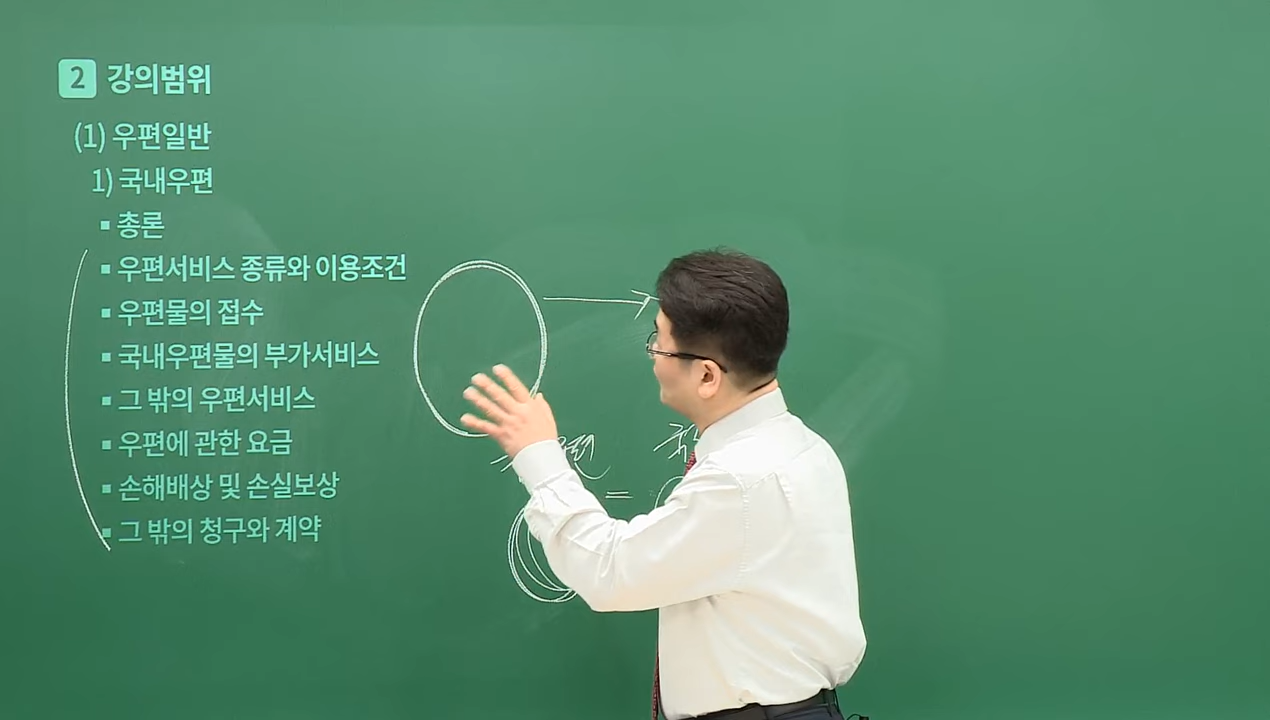 2 강의범위
(1) 우편일반
1) 국내우편
▪ 총론
▪ 우편서비스 종류와 이용조건
▪ 우편물의 접수
▪ 국내우편물의 부가서비스
▪ 그 밖의 우편서비스
▪ 우편에 관한 요금
▪ 손해배상 및 손실보상
▪ 그 밖의 청구와 계약
=